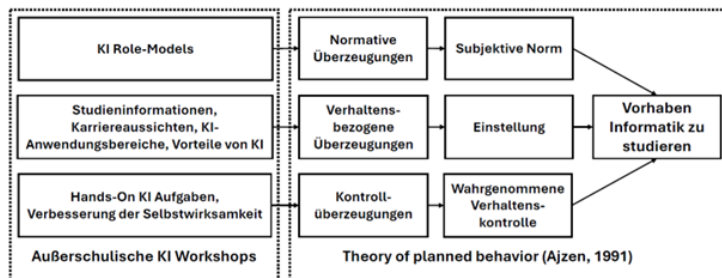 KI Role-Models
Normative
Überzeugungen
Subjektive Norm
Studieninformationen,
Karriereaussichten, KI-
Anwendungsbereiche, Vorteile von KI
Verhaltens-
bezogene
Überzeugungen
Einstellung
Vorhaben
Informatik zu
studieren
Hands-On KI Aufgaben,
Verbesserung der Selbstwirksamkeit
Kontroll-
überzeugungen
Wahrgenommene
Verhaltens-
kontrolle
Außerschulische KI Workshops
Theory of planned behavior (Ajzen, 1991)